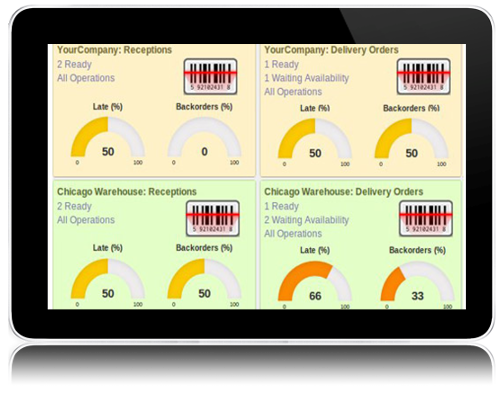 YourCompany: Receptions
2 Ready
All Operations
5 92102431 8
Late (%)
Backorders (%)
50
0
0
100
0
100
YourCompany: Delivery Orders
1 Ready
1 Waiting Availability
All Operations
5 92102431 8
Late (%)
Backorders (%)
50
50
0
100
0
100
Chicago Warehouse: Receptions
2 Ready
All Operations
5 92102431 8
Late (%)
Backorders (%)
50
50
0
100
0
100
Chicago Warehouse: Delivery Orders
1 Ready
2 Waiting Availability
All Operations
5 92102431 8
Late (%)
Backorders (%)
66
33
0
100
0
100